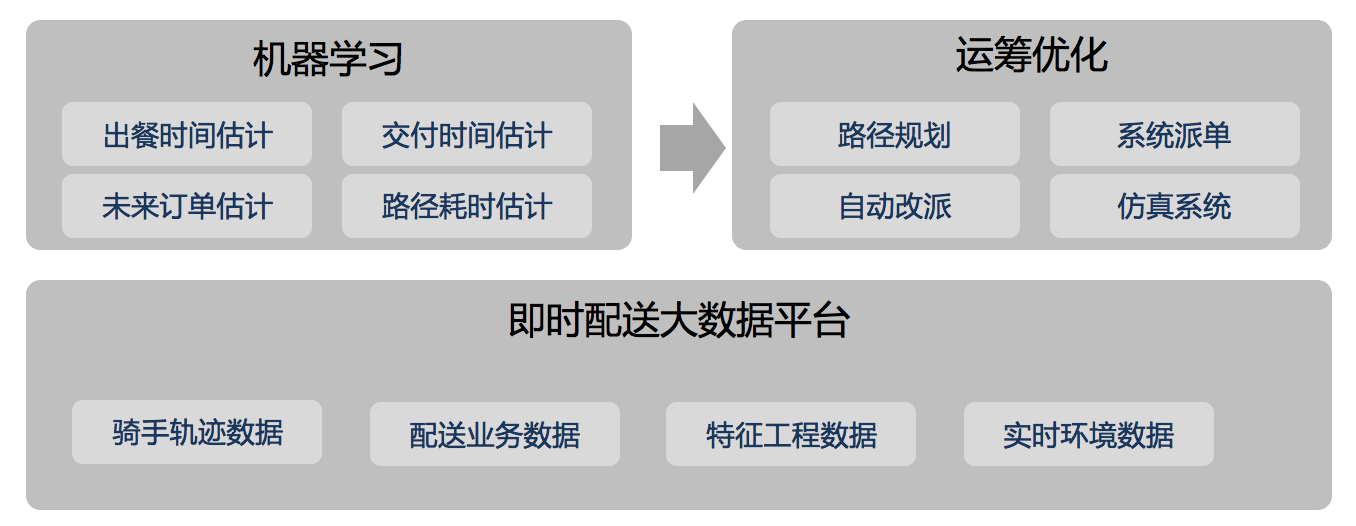 机器学习
出餐时间估计
交付时间估计
未来订单估计
路径耗时估计
运筹优化
路径规划
系统派单
自动改派
仿真系统
即时配送大数据平台
骑手轨迹数据
配送业务数据
特征工程数据
实时环境数据